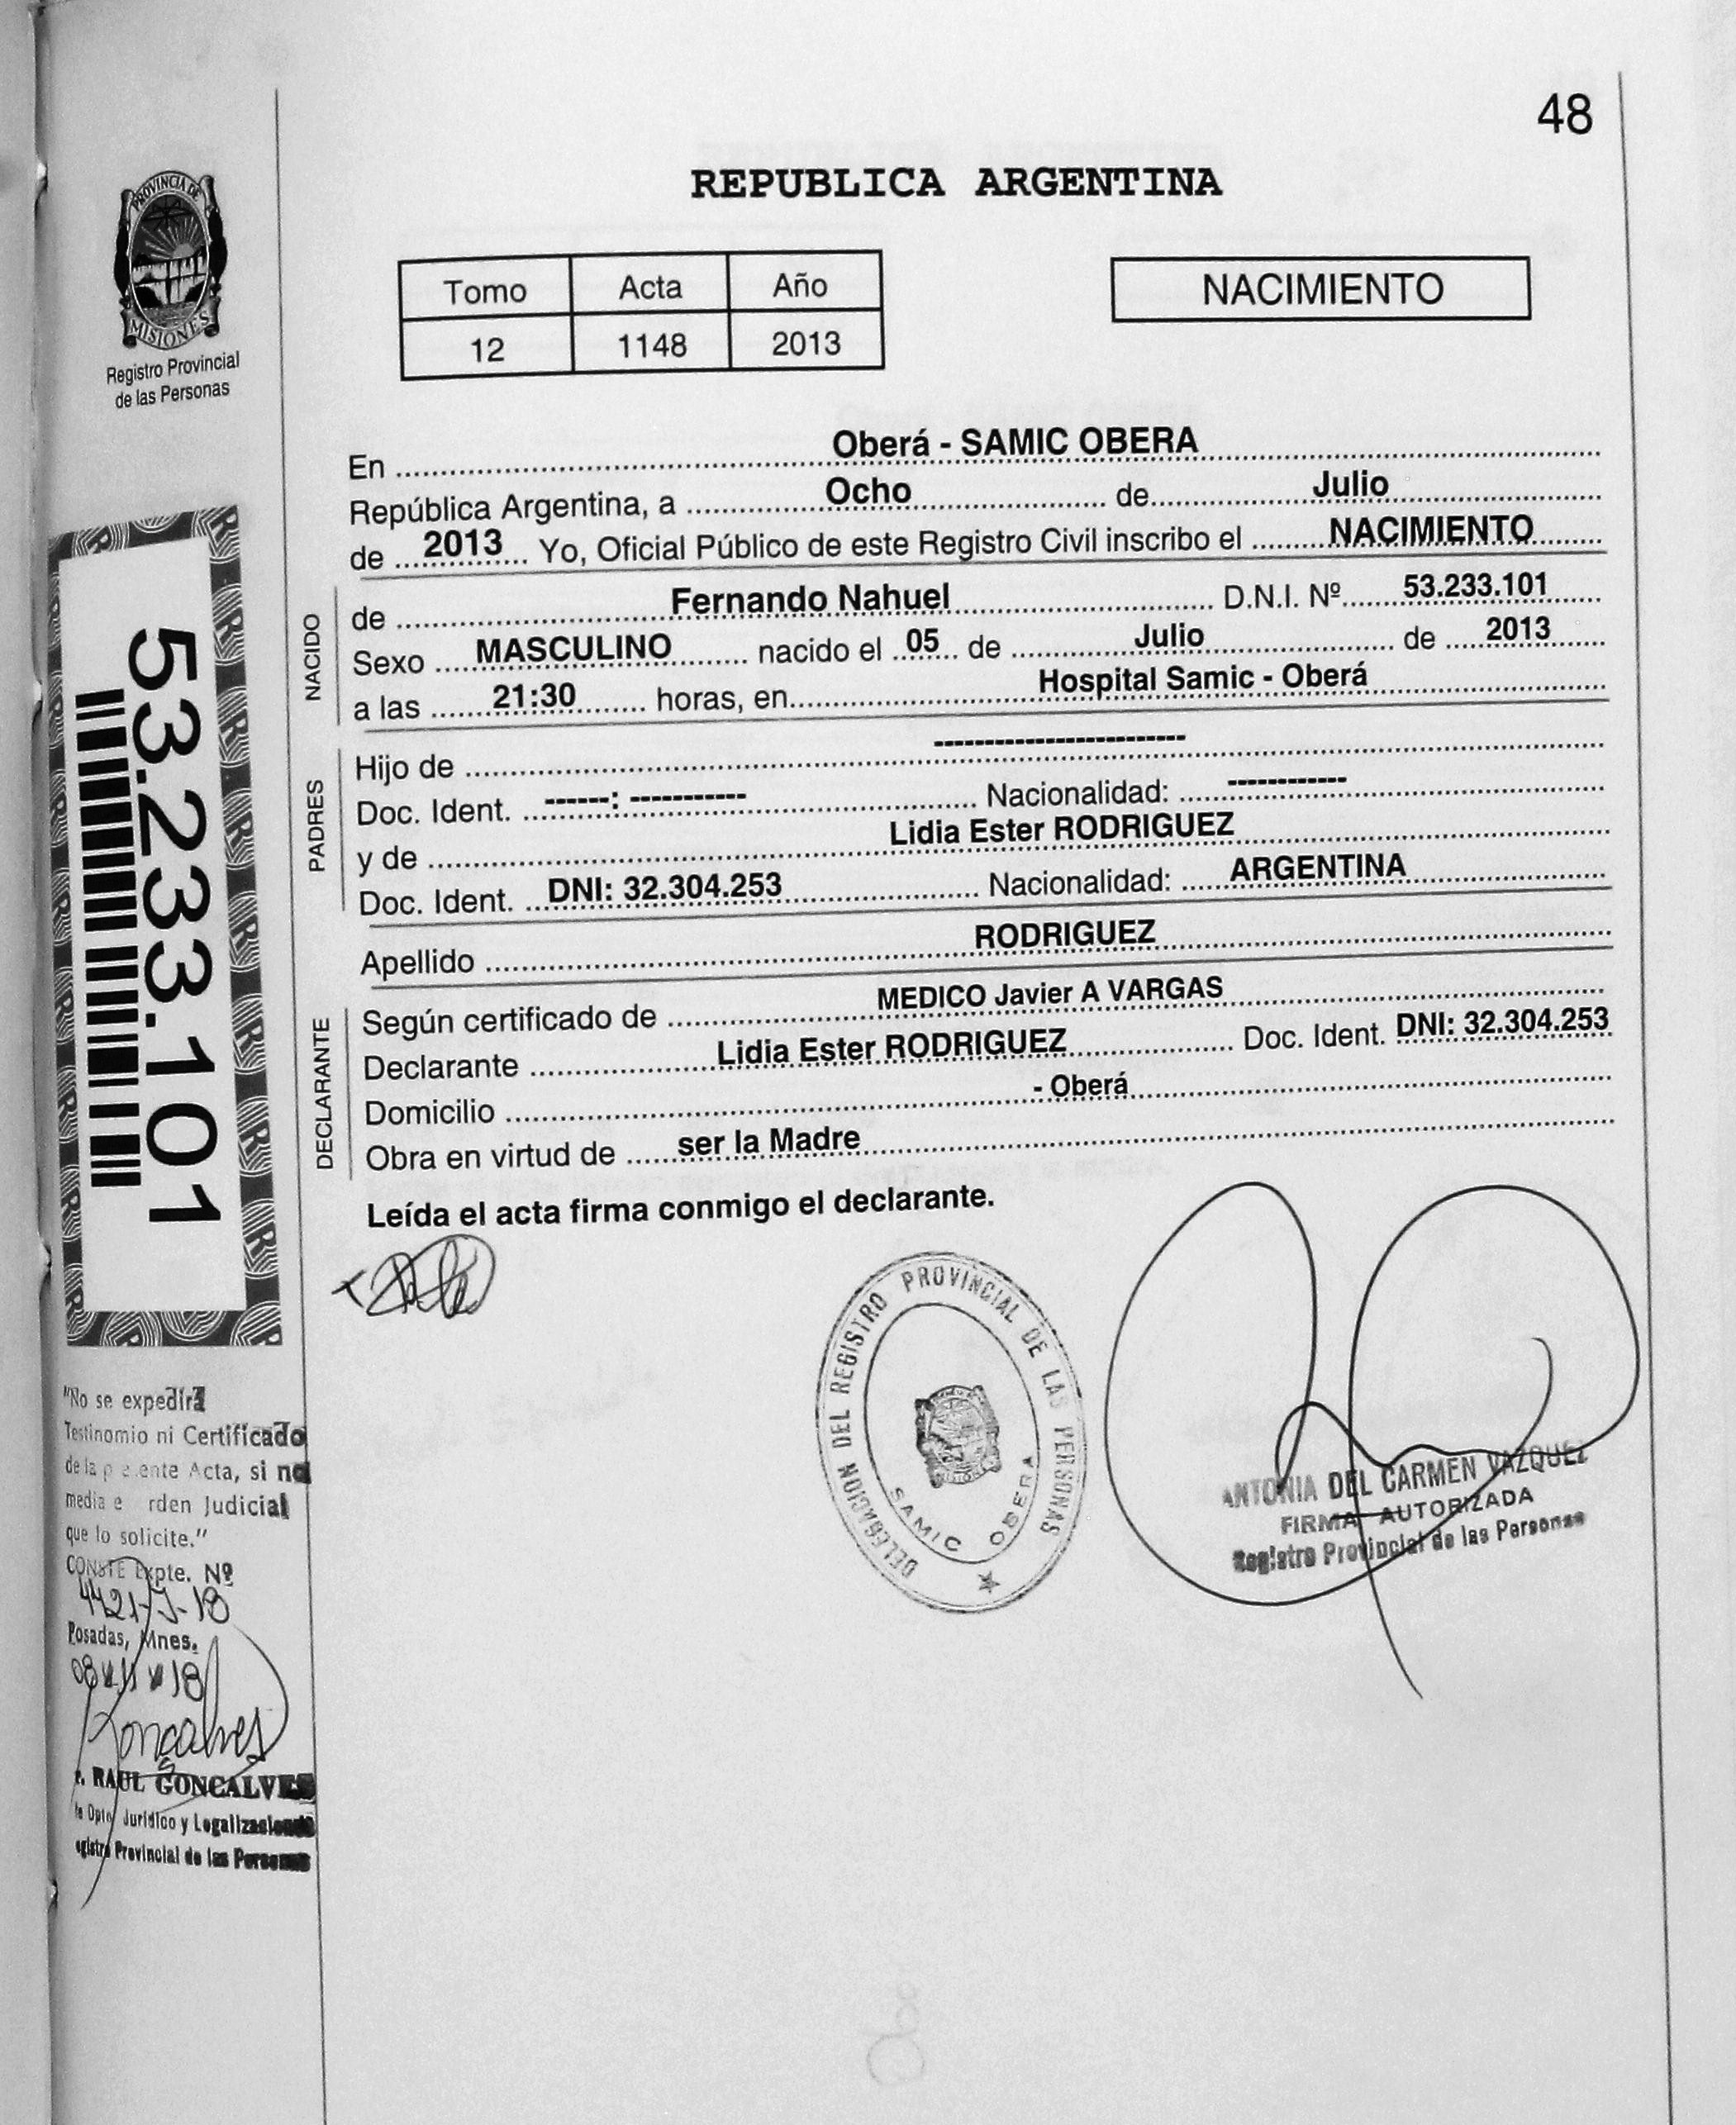 48
REPUBLICA ARGENTINA
PROVINCIA DE
MISIONES
Registro Provincial
de las Personas
Tomo Acta Año
12 1148 2013
NACIMIENTO
En Oberá - SAMIC OBERA
República Argentina, a Ocho de Julio
de 2013 Yo, Oficial Público de este Registro Civil inscribo el NACIMIENTO
NACIDO
de Fernando Nahuel D.N.I. Nº 53.233.101
Sexo MASCULINO nacido el 05 de Julio de 2013
a las 21:30 horas, en Hospital Samic - Oberá
PADRES
Hijo de -------------------------
Doc. Ident. ------: ----------- Nacionalidad: ------------
y de Lidia Ester RODRIGUEZ
Doc. Ident. DNI: 32.304.253 Nacionalidad: ARGENTINA
Apellido RODRIGUEZ
DECLARANTE
Según certificado de MEDICO Javier A VARGAS
Declarante Lidia Ester RODRIGUEZ Doc. Ident. DNI: 32.304.253
Domicilio - Oberá
Obra en virtud de ser la Madre
Leída el acta firma conmigo el declarante.
53.233.101
DELEGACION DEL REGISTRO PROVINCIAL DE LAS PERSONAS
SAMIC OBERA
ANTONIA DEL CARMEN VAZQUEZ
FIRMA AUTORIZADA
Registro Provincial de las Personas
"No se expedirá
Testinomio ni Certificado
de la Acta, si no
media Judicial
que lo solicite."
CONSTE Expte. Nº
Posadas, Mnes.
Goncalves
RAUL GONCALVES
Dpto Jurídico y Legalizaciones
Provincial de las Personas